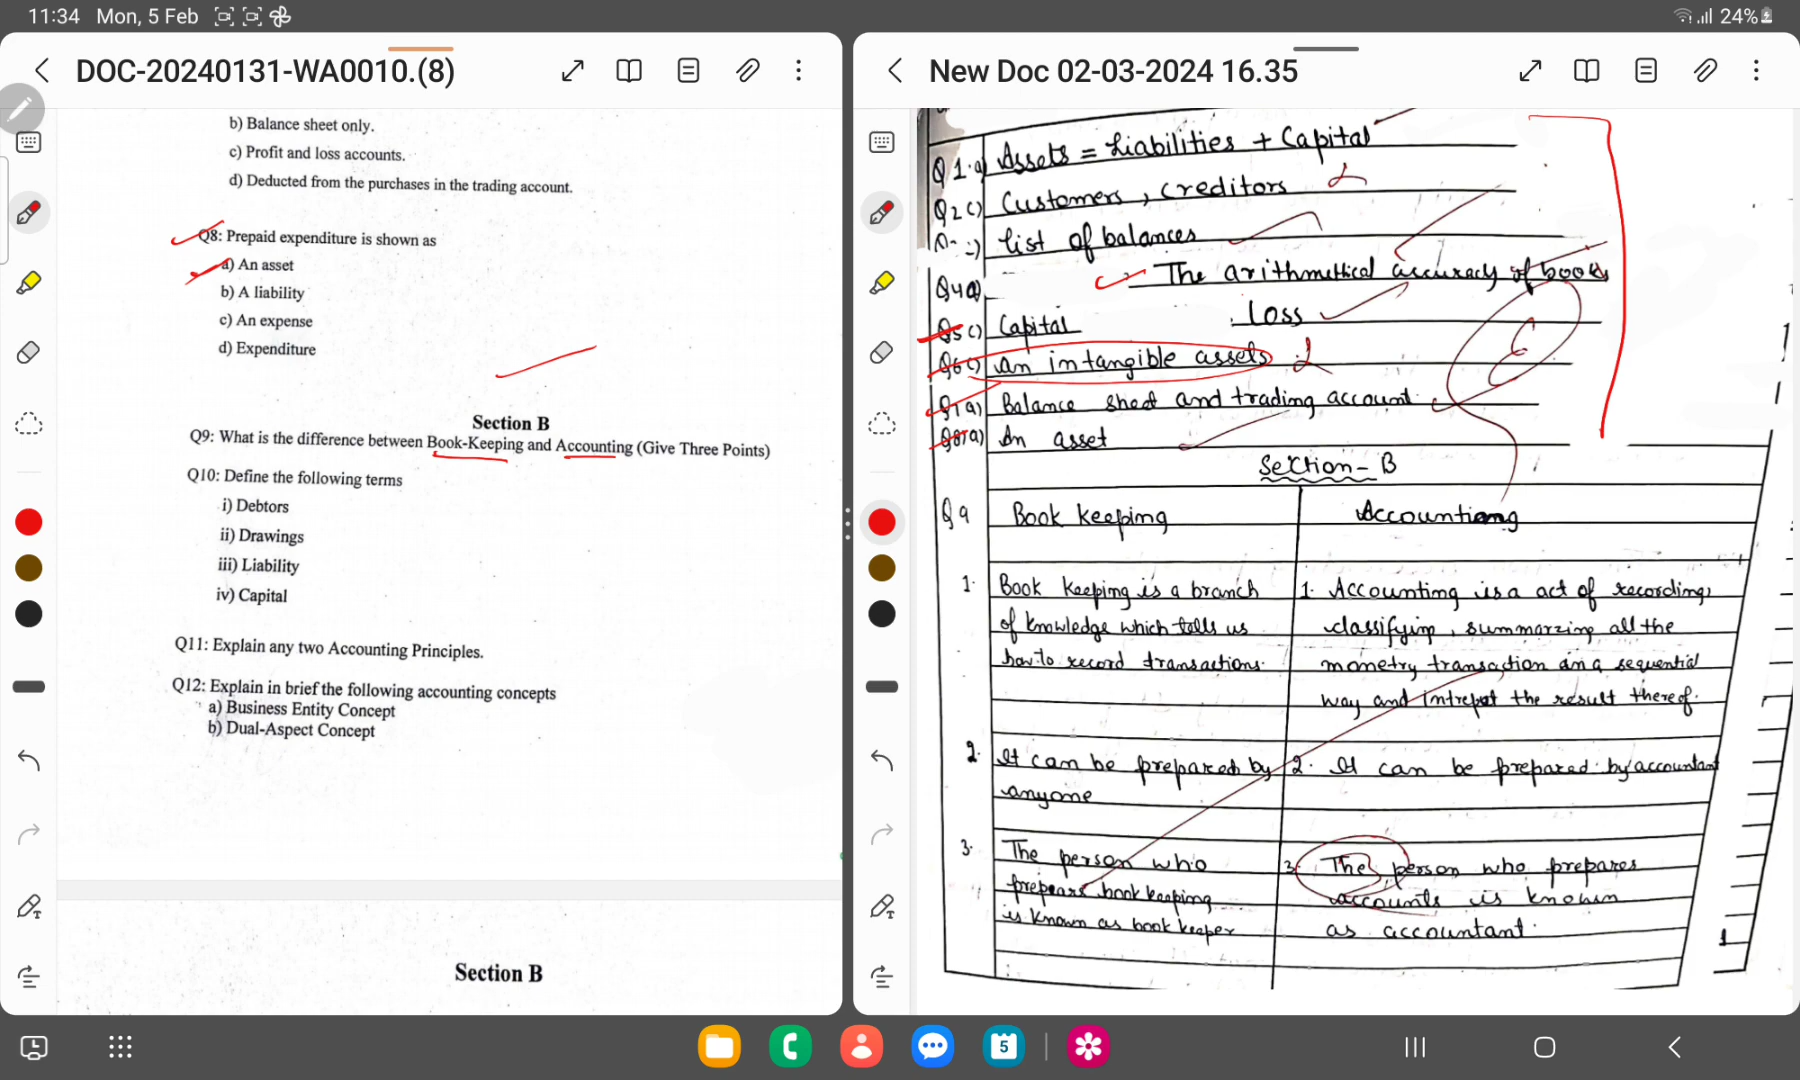 11:34 Mon, 5 Feb
24%
DOC-20240131-WA0010.(8)
b) Balance sheet only.
c) Profit and loss accounts.
d) Deducted from the purchases in the trading account.
Q8: Prepaid expenditure is shown as
a) An asset
b) A liability
c) An expense
d) Expenditure
Section B
Q9: What is the difference between Book-Keeping and Accounting (Give Three Points)
Q10: Define the following terms
i) Debtors
ii) Drawings
iii) Liability
iv) Capital
Q11: Explain any two Accounting Principles.
Q12: Explain in brief the following accounting concepts
a) Business Entity Concept
b) Dual-Aspect Concept
Section B
New Doc 02-03-2024 16.35
Q1.a) Assets = Liabilities + Capital
Q2 c) Customers, creditors
list of balances
Q4a) The arithmethical accuracy of books
Q5 c) Capital Loss
Q6 c) An intangible assets
Q7 a) Balance sheet and trading account
Q8 a) An asset
Section-B
Q9 Book keeping Accounting
1. Book keeping is a branch 1. Accounting is a act of recording,
of knowledge which tells us classifying, summarzing all the
how to record transactions. monetry transaction in a sequential
way and intrepet the result thereof.
2. It can be prepared by 2. It can be prepared by accountant
anyone
3. The person who 3. The person who prepares
prepears book keeping accounts is known
is known as book keeper as accountant.
1
5